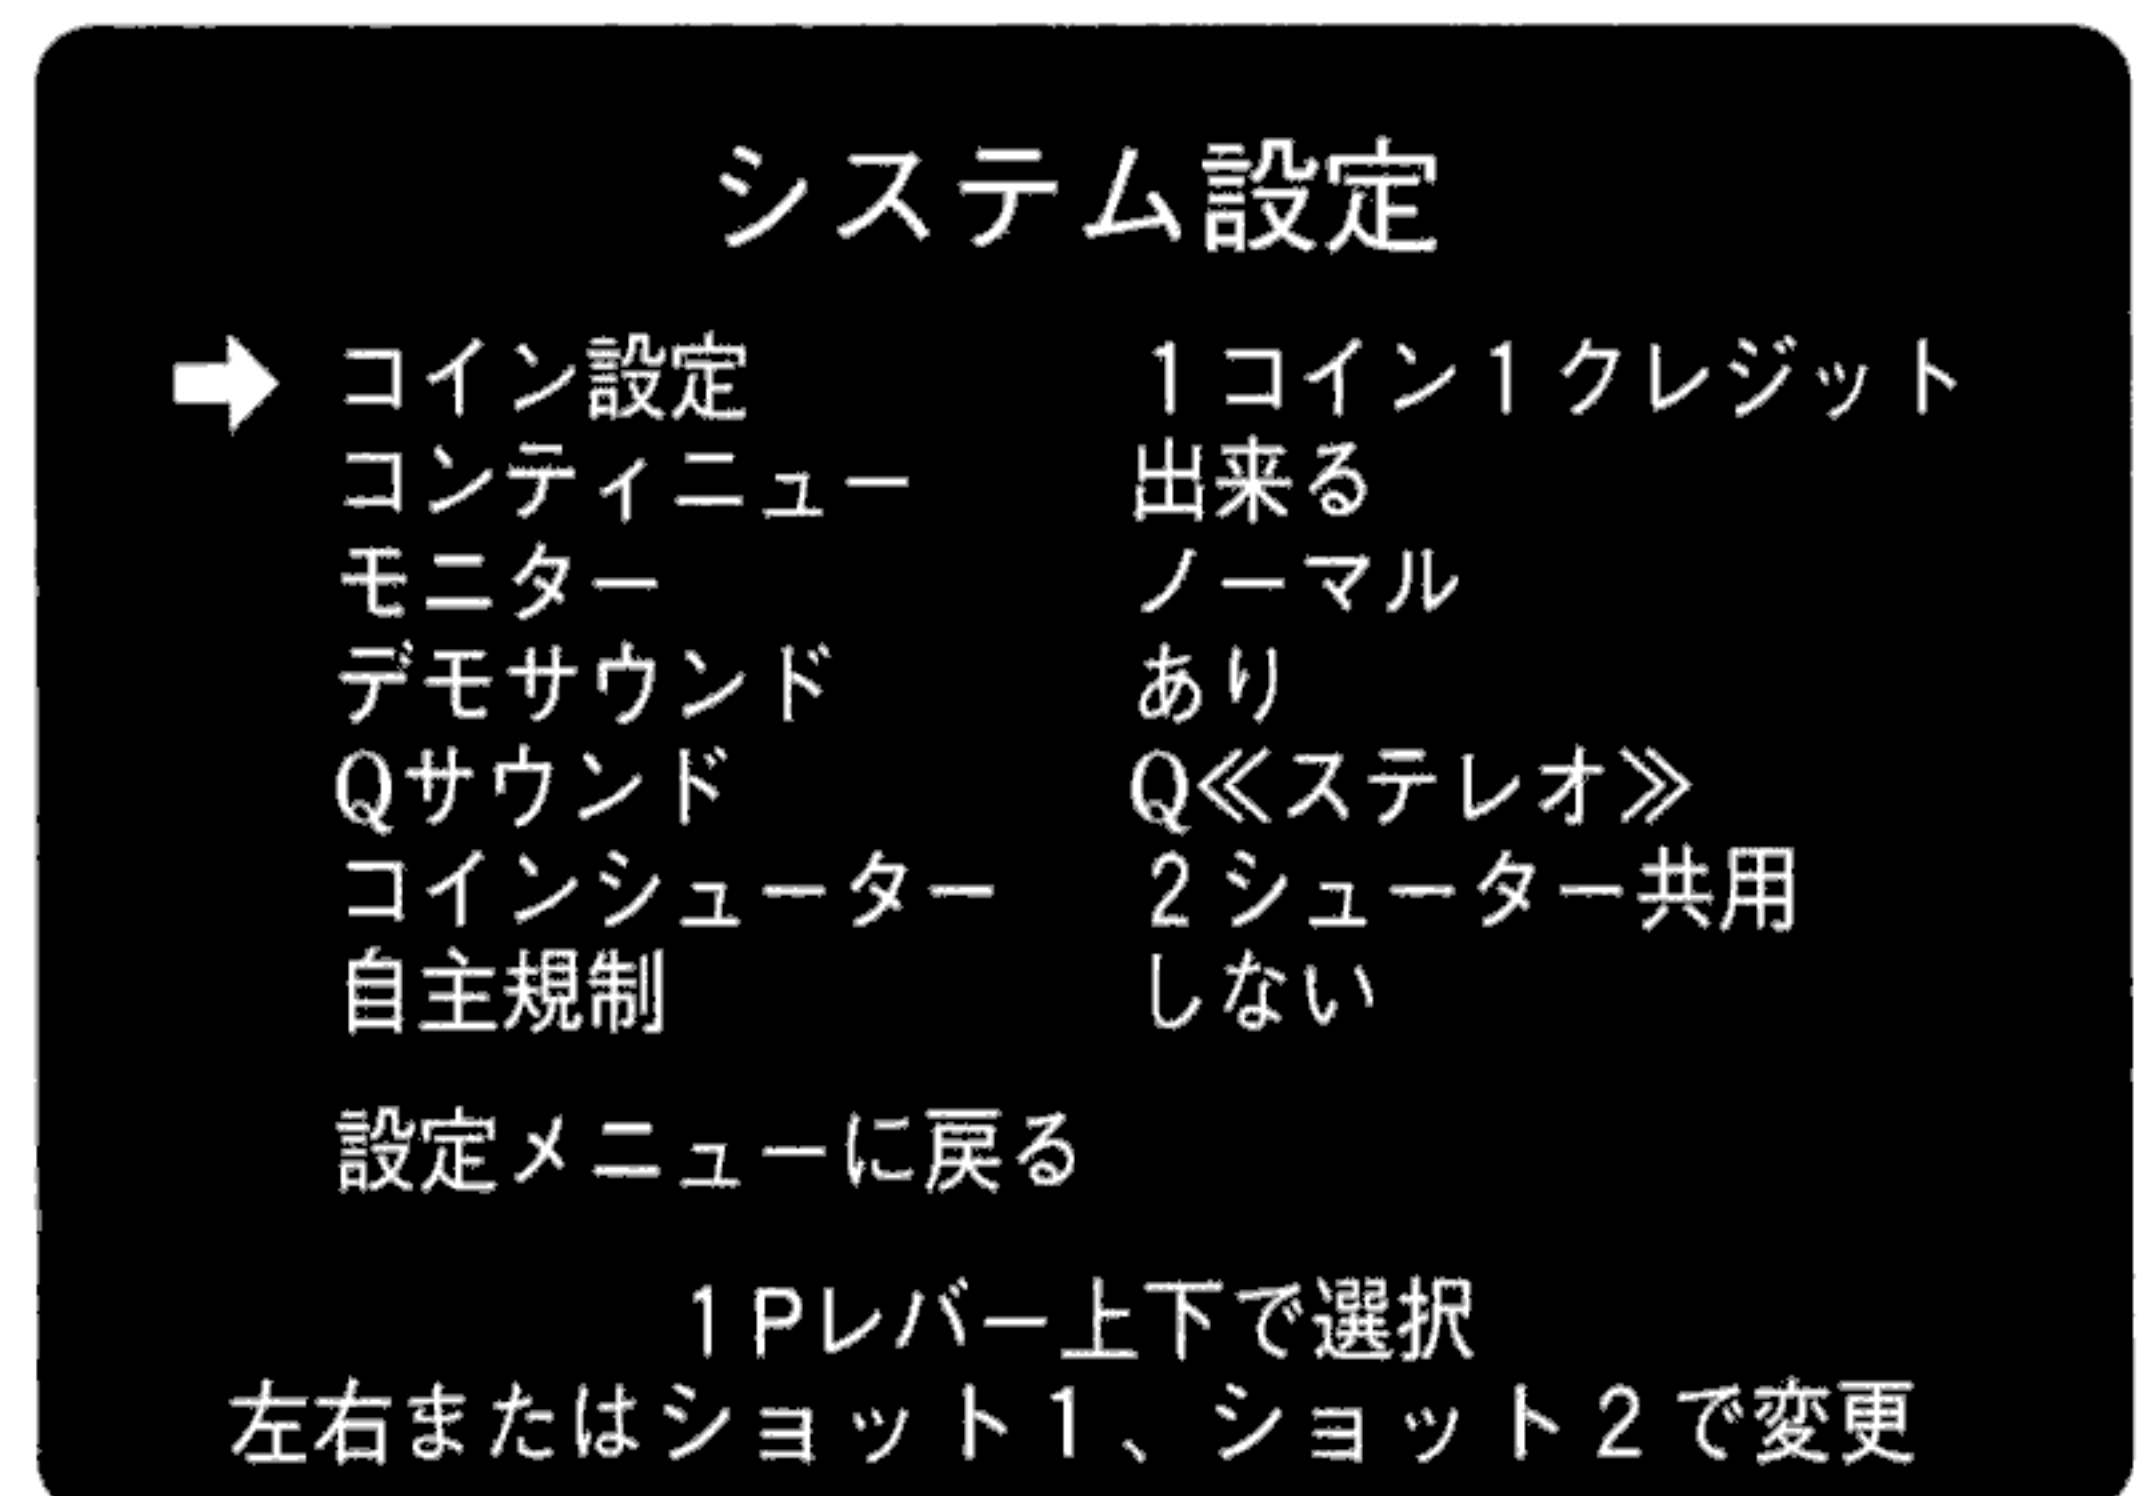 システム設定
コイン設定 1コイン1クレジット
コンティニュー 出来る
モニター ノーマル
デモサウンド あり
Qサウンド Q≪ステレオ≫
コインシューター 2シューター共用
自主規制 しない
設定メニューに戻る
1Pレバー上下で選択
左右またはショット1、ショット2で変更